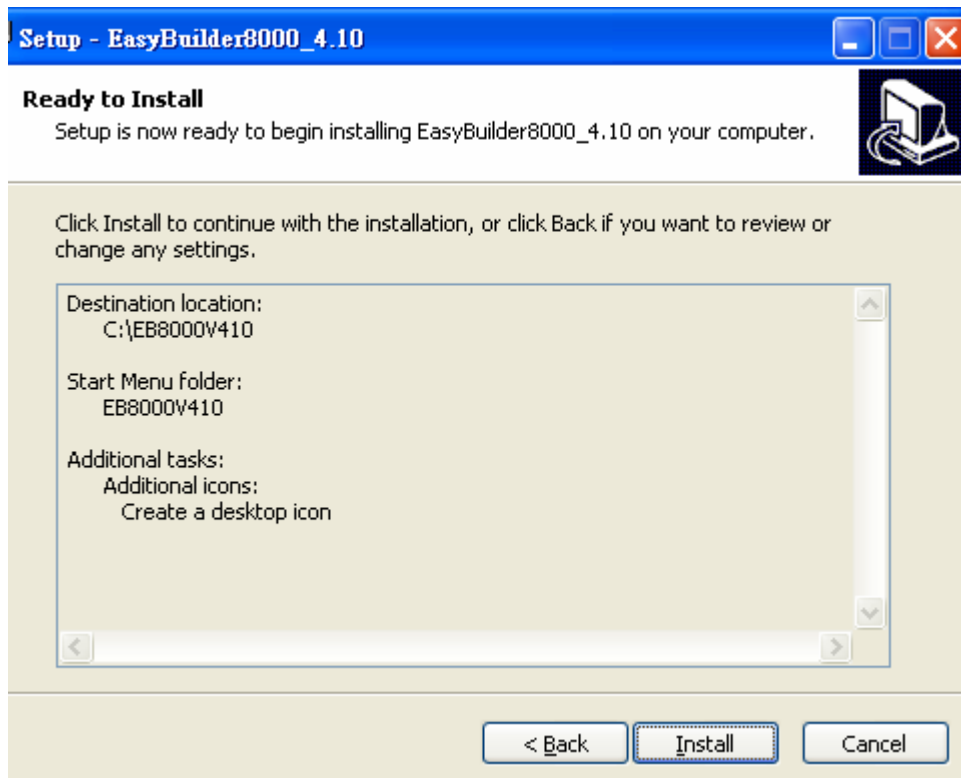 Setup - EasyBuilder8000_4.10
Ready to Install
Setup is now ready to begin installing EasyBuilder8000_4.10 on your computer.
Click Install to continue with the installation, or click Back if you want to review or
change any settings.
Destination location:
C:\EB8000V410
Start Menu folder:
EB8000V410
Additional tasks:
Additional icons:
Create a desktop icon
< Back Install Cancel